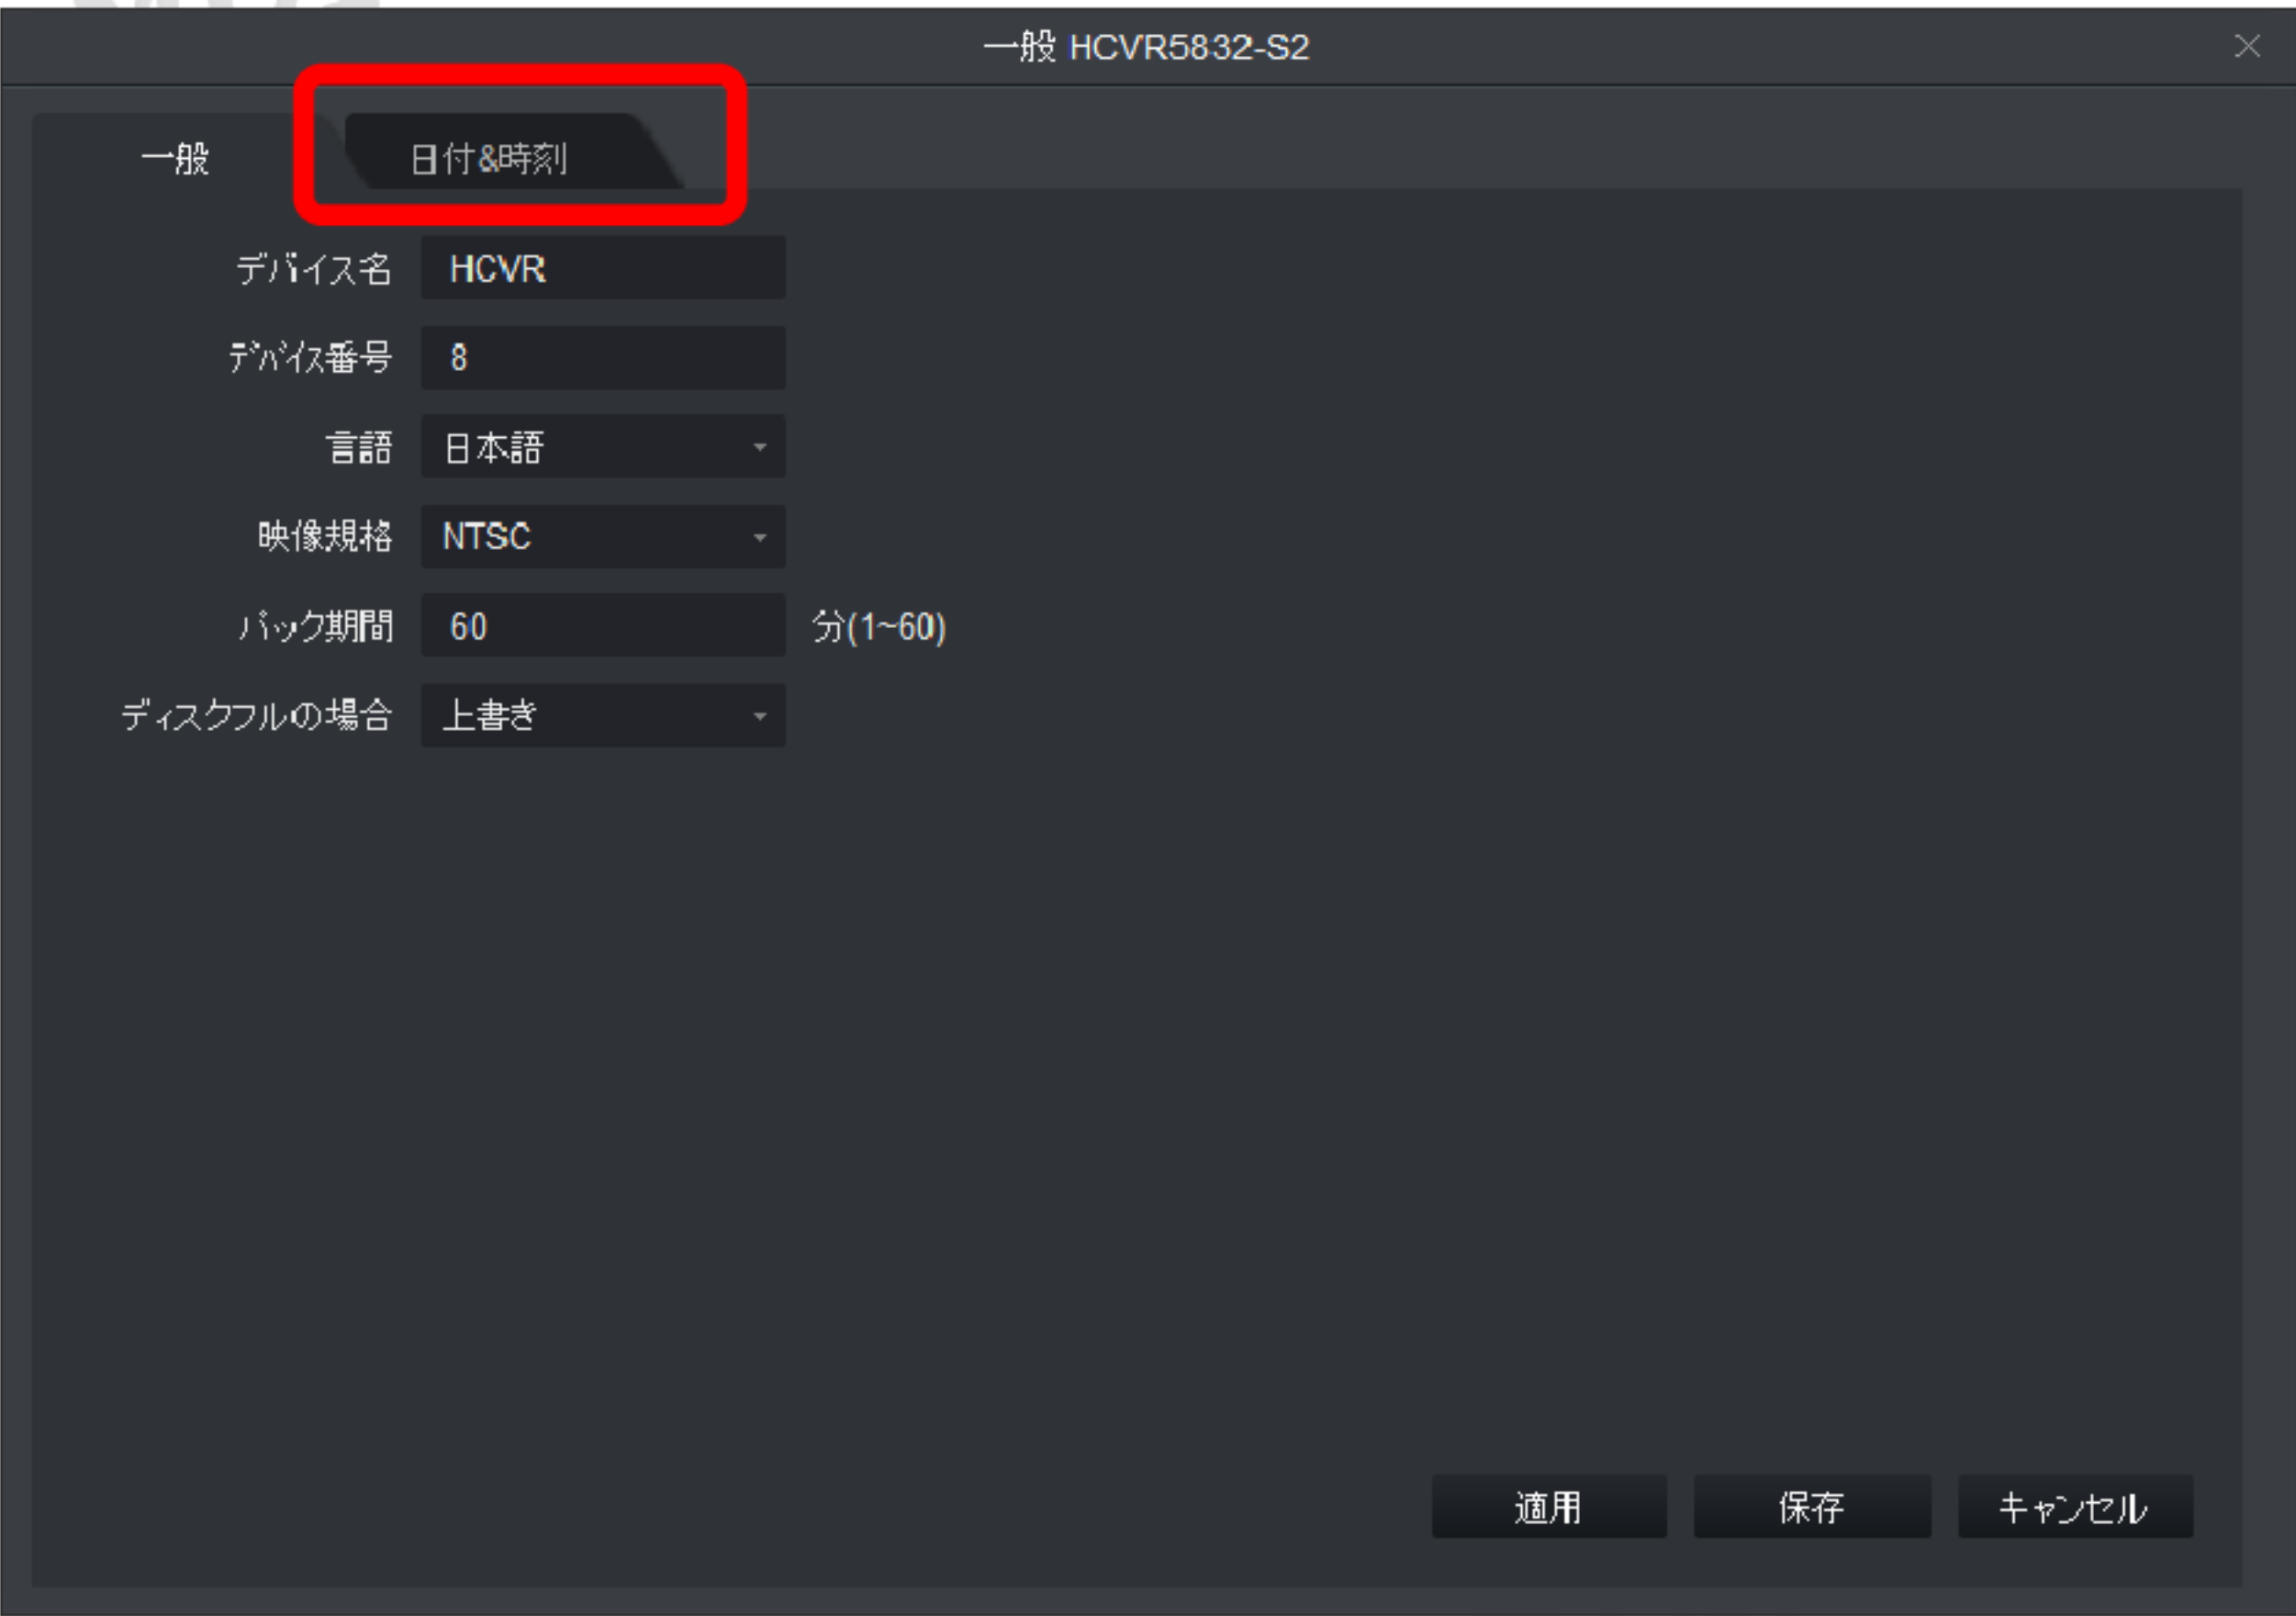 一般 HCVR5832-S2
一般 日付&時刻
デバイス名 HCVR
デバイス番号 8
言語 日本語
映像規格 NTSC
パック期間 60 分(1~60)
ディスクフルの場合 上書き
適用 保存 キャンセル